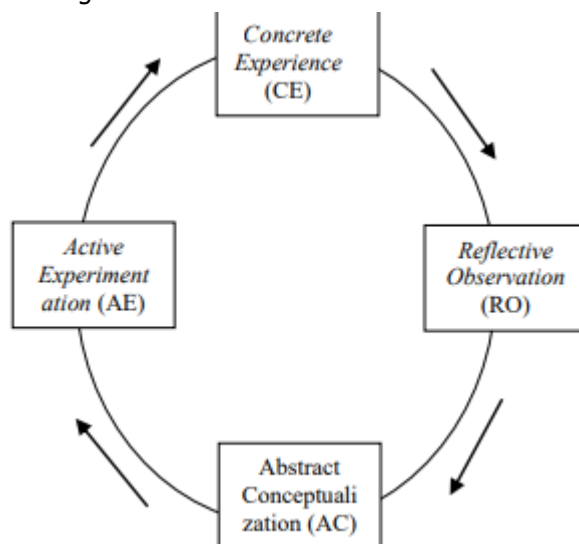 Concrete
Experience
(CE)
Active
Experiment
ation (AE)
Reflective
Observation
(RO)
Abstract
Conceptuali
zation (AC)